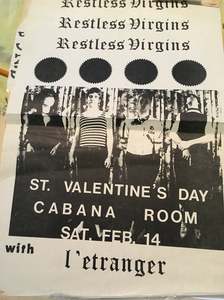 Restless Virgins
Restless Virgins
Restless Virgins
ST. VALENTINE'S DAY
CABANA ROOM
SAT. FEB. 14
with
l'etranger